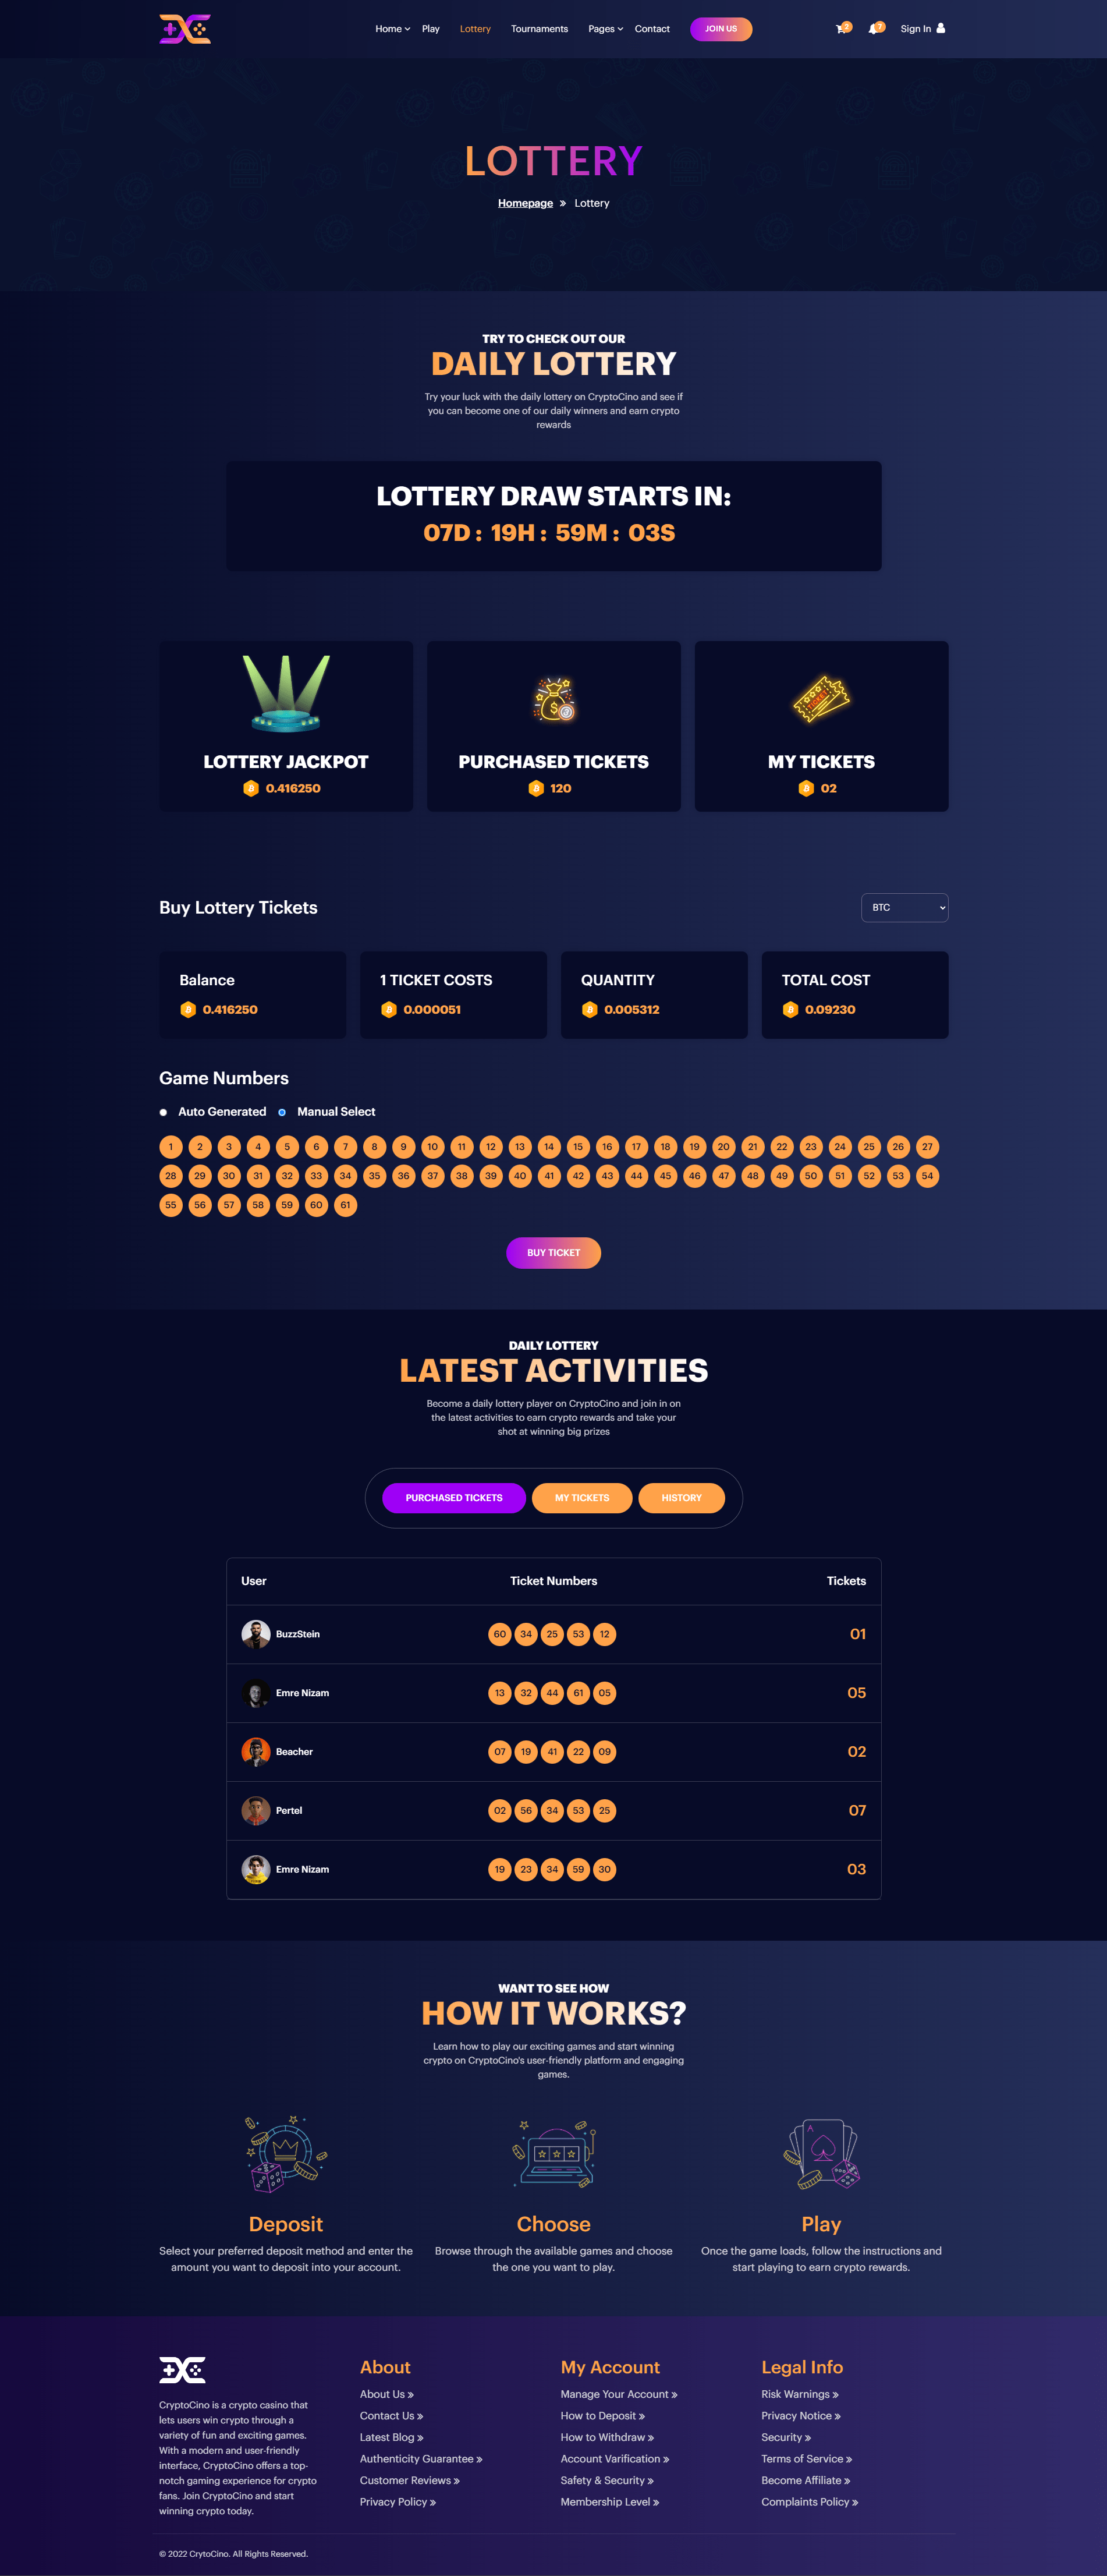 Home Play Lottery Tournaments Pages Contact JOIN US 2 7 Sign In
LOTTERY
Homepage » Lottery
TRY TO CHECK OUT OUR
DAILY LOTTERY
Try your luck with the daily lottery on CryptoCino and see if
you can become one of our daily winners and earn crypto
rewards
LOTTERY DRAW STARTS IN:
07D : 19H : 59M : 03S
TICKET
LOTTERY JACKPOT PURCHASED TICKETS MY TICKETS
0.416250 120 02
Buy Lottery Tickets BTC
Balance 1 TICKET COSTS QUANTITY TOTAL COST
0.416250 0.000051 0.005312 0.09230
Game Numbers
Auto Generated Manual Select
1 2 3 4 5 6 7 8 9 10 11 12 13 14 15 16 17 18 19 20 21 22 23 24 25 26 27
28 29 30 31 32 33 34 35 36 37 38 39 40 41 42 43 44 45 46 47 48 49 50 51 52 53 54
55 56 57 58 59 60 61
BUY TICKET
DAILY LOTTERY
LATEST ACTIVITIES
Become a daily lottery player on CryptoCino and join in on
the latest activities to earn crypto rewards and take your
shot at winning big prizes
PURCHASED TICKETS MY TICKETS HISTORY
User Ticket Numbers Tickets
BuzzStein 60 34 25 53 12 01
Emre Nizam 13 32 44 61 05 05
Beacher 07 19 41 22 09 02
Pertel 02 56 34 53 25 07
Emre Nizam 19 23 34 59 30 03
WANT TO SEE HOW
HOW IT WORKS?
Learn how to play our exciting games and start winning
crypto on CryptoCino's user-friendly platform and engaging
games.
A
Deposit Choose Play
Select your preferred deposit method and enter the
amount you want to deposit into your account.
Browse through the available games and choose
the one you want to play.
Once the game loads, follow the instructions and
start playing to earn crypto rewards.
CryptoCino is a crypto casino that
lets users win crypto through a
variety of fun and exciting games.
With a modern and user-friendly
interface, CryptoCino offers a top-
notch gaming experience for crypto
fans. Join CryptoCino and start
winning crypto today.
About
About Us »
Contact Us »
Latest Blog »
Authenticity Guarantee »
Customer Reviews »
Privacy Policy »
My Account
Manage Your Account »
How to Deposit »
How to Withdraw »
Account Varification »
Safety & Security »
Membership Level »
Legal Info
Risk Warnings »
Privacy Notice »
Security »
Terms of Service »
Become Affiliate »
Complaints Policy »
© 2022 CrytoCino. All Rights Reserved.